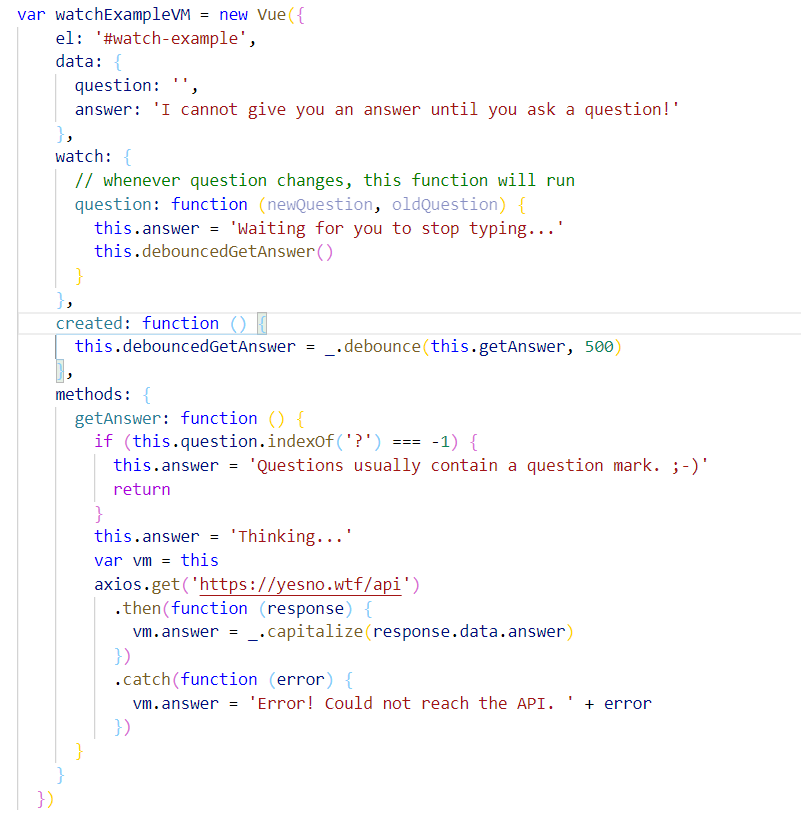 var watchExampleVM = new Vue({
    el: '#watch-example',
    data: {
      question: '',
      answer: 'I cannot give you an answer until you ask a question!'
    },
    watch: {
      // whenever question changes, this function will run
      question: function (newQuestion, oldQuestion) {
        this.answer = 'Waiting for you to stop typing...'
        this.debouncedGetAnswer()
      }
    },
    created: function () {
      this.debouncedGetAnswer = _.debounce(this.getAnswer, 500)
    },
    methods: {
      getAnswer: function () {
        if (this.question.indexOf('?') === -1) {
          this.answer = 'Questions usually contain a question mark. ;-)'
          return
        }
        this.answer = 'Thinking...'
        var vm = this
        axios.get('https://yesno.wtf/api')
          .then(function (response) {
            vm.answer = _.capitalize(response.data.answer)
          })
          .catch(function (error) {
            vm.answer = 'Error! Could not reach the API. ' + error
          })
      }
    }
  })